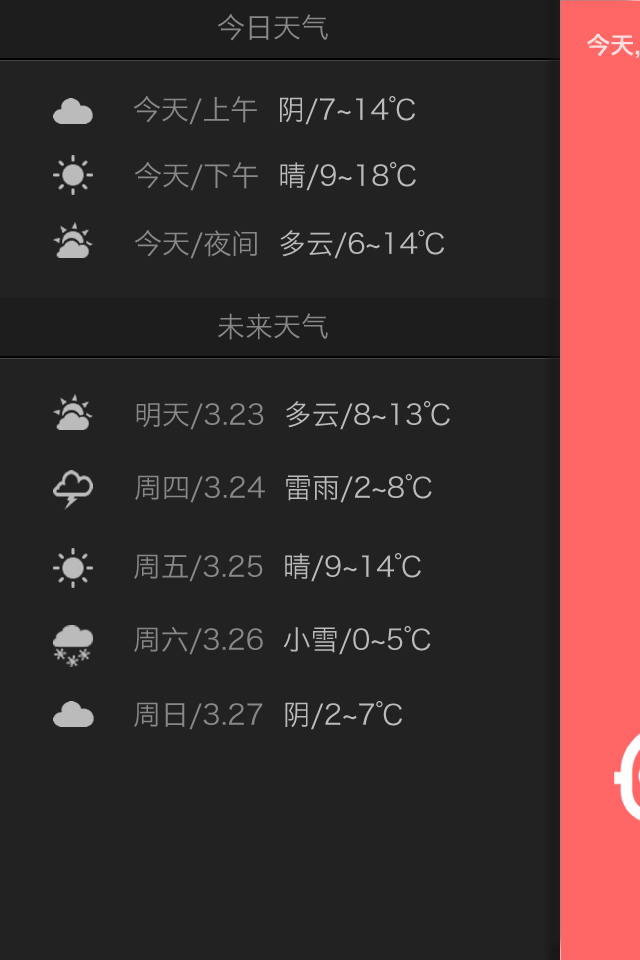 今日天气
今天,
今天/上午 阴/7~14℃
今天/下午 晴/9~18℃
今天/夜间 多云/6~14℃
未来天气
明天/3.23 多云/8~13℃
周四/3.24 雷雨/2~8℃
周五/3.25 晴/9~14℃
周六/3.26 小雪/0~5℃
周日/3.27 阴/2~7℃